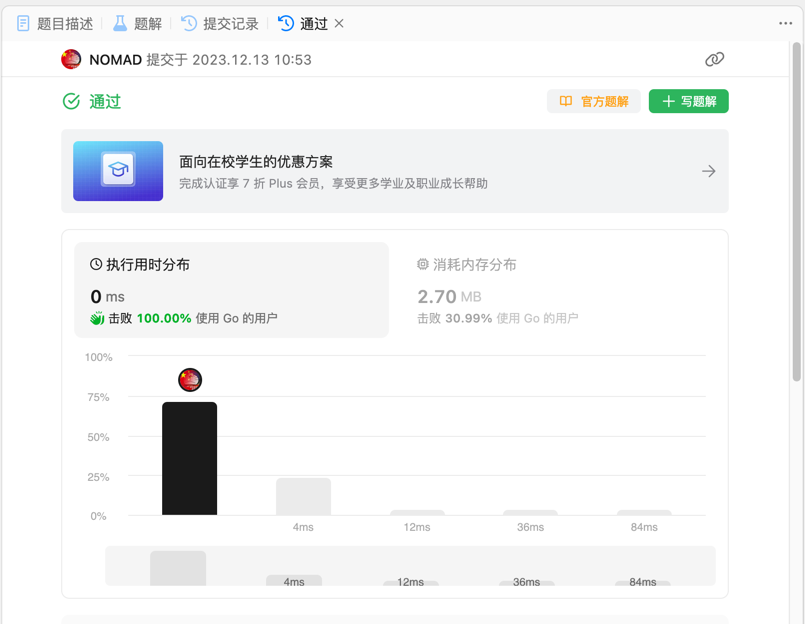 题目描述 题解 提交记录 通过
NOMAD 提交于 2023.12.13 10:53
通过 官方题解 写题解
面向在校学生的优惠方案
完成认证享 7 折 Plus 会员，享受更多学业及职业成长帮助
执行用时分布 消耗内存分布
0 ms 2.70 MB
击败 100.00% 使用 Go 的用户 击败 30.99% 使用 Go 的用户
100%
75%
50%
25%
0%
4ms 12ms 36ms 84ms
4ms 12ms 36ms 84ms